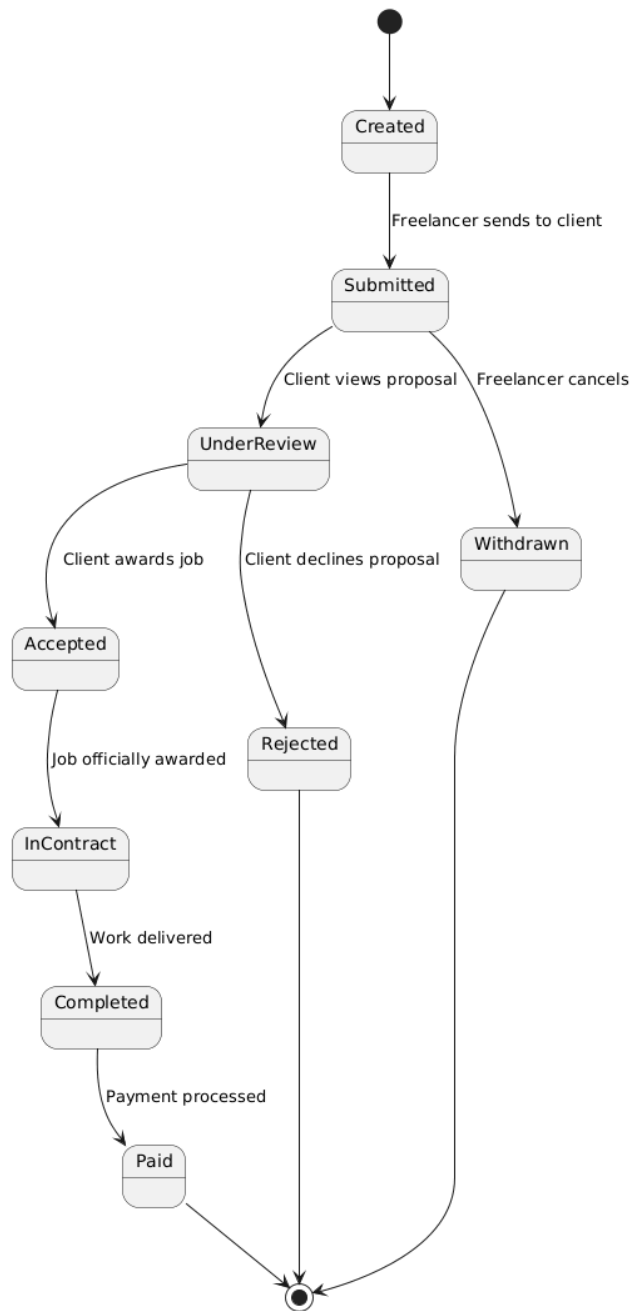 Created
Freelancer sends to client
Submitted
Client views proposal
Freelancer cancels
UnderReview
Withdrawn
Client awards job
Client declines proposal
Accepted
Rejected
Job officially awarded
InContract
Work delivered
Completed
Payment processed
Paid